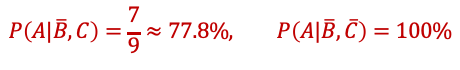 P(A|B̄,C) = 7/9 ≈ 77.8%, P(A|B̄,C̄) = 100%